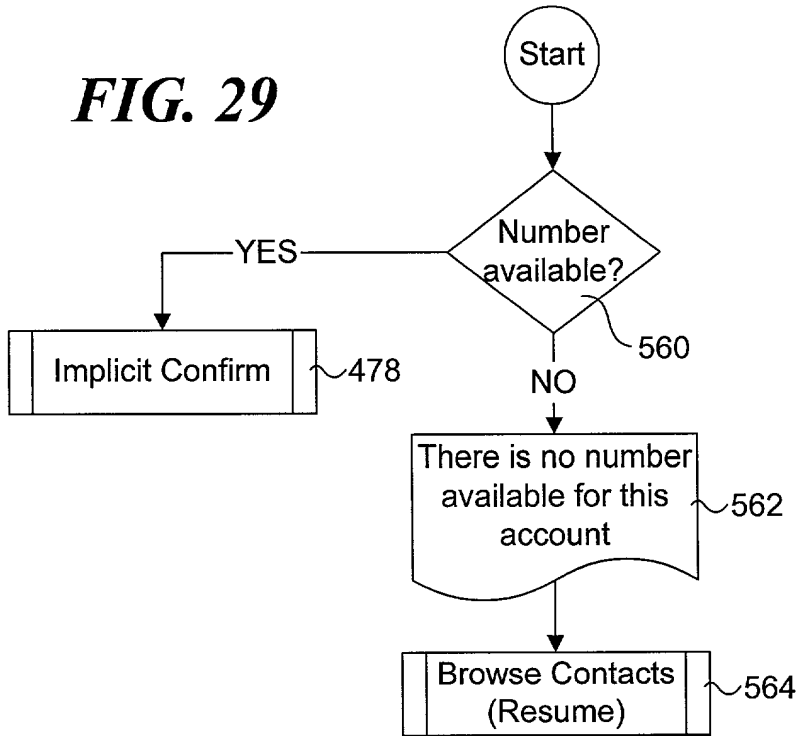 Start
FIG. 29
Number
available?
YES
560
Implicit Confirm
478
NO
There is no number
available for this
account
562
Browse Contacts
(Resume)
564